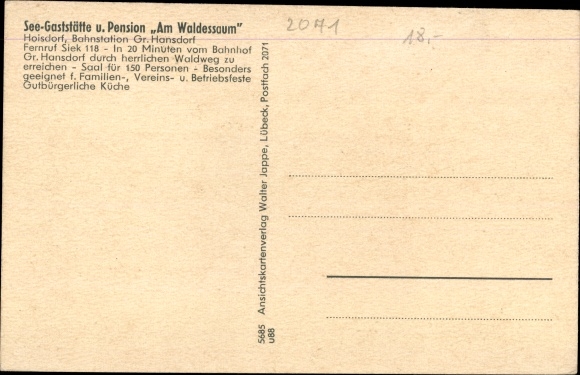 See-Gaststätte u. Pension „Am Waldessaum"
Hoisdorf, Bahnstation Gr. Hansdorf
Fernruf Siek 118 - In 20 Minuten vom Bahnhof
Gr. Hansdorf durch herrlichen Waldweg zu
erreichen - Saal für 150 Personen - Besonders
geeignet f. Familien-, Vereins- u. Betriebsfeste
Gutbürgerliche Küche
2071
18,-
5685 Ansichtskartenverlag Walter Jappe, Lübeck, Postfach 2071
u88